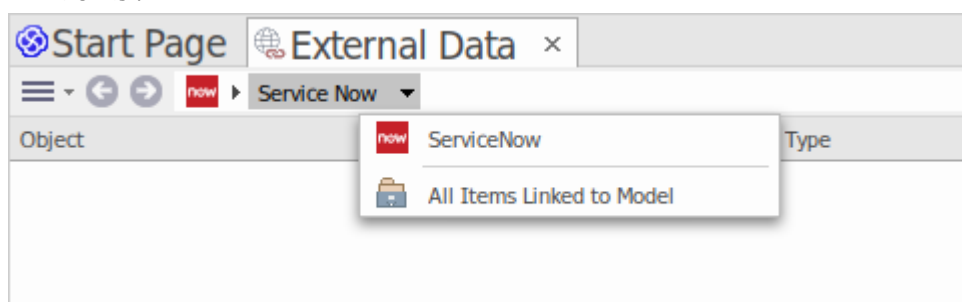 Start Page External Data ×
now Service Now
Object Type
now ServiceNow
All Items Linked to Model